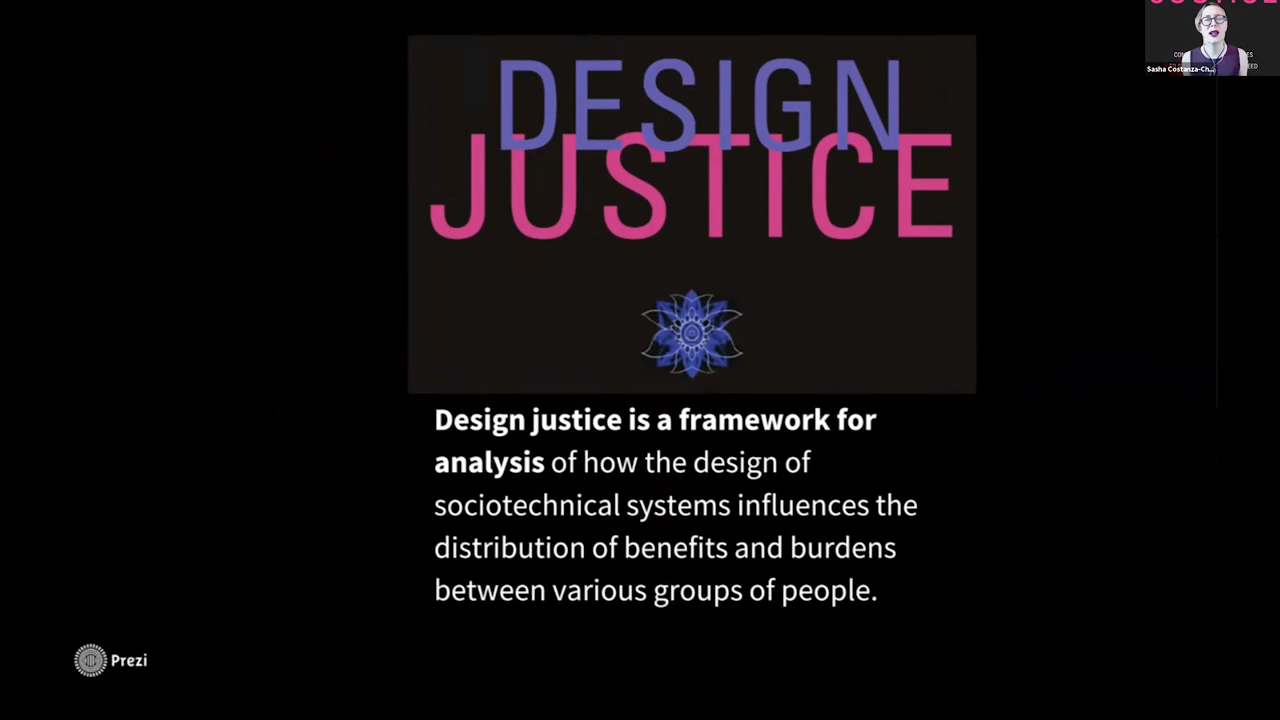 DESIGN
JUSTICE
Design justice is a framework for
analysis of how the design of
sociotechnical systems influences the
distribution of benefits and burdens
between various groups of people.
Prezi
JUSTICE
Sasha Costanza-Ch...